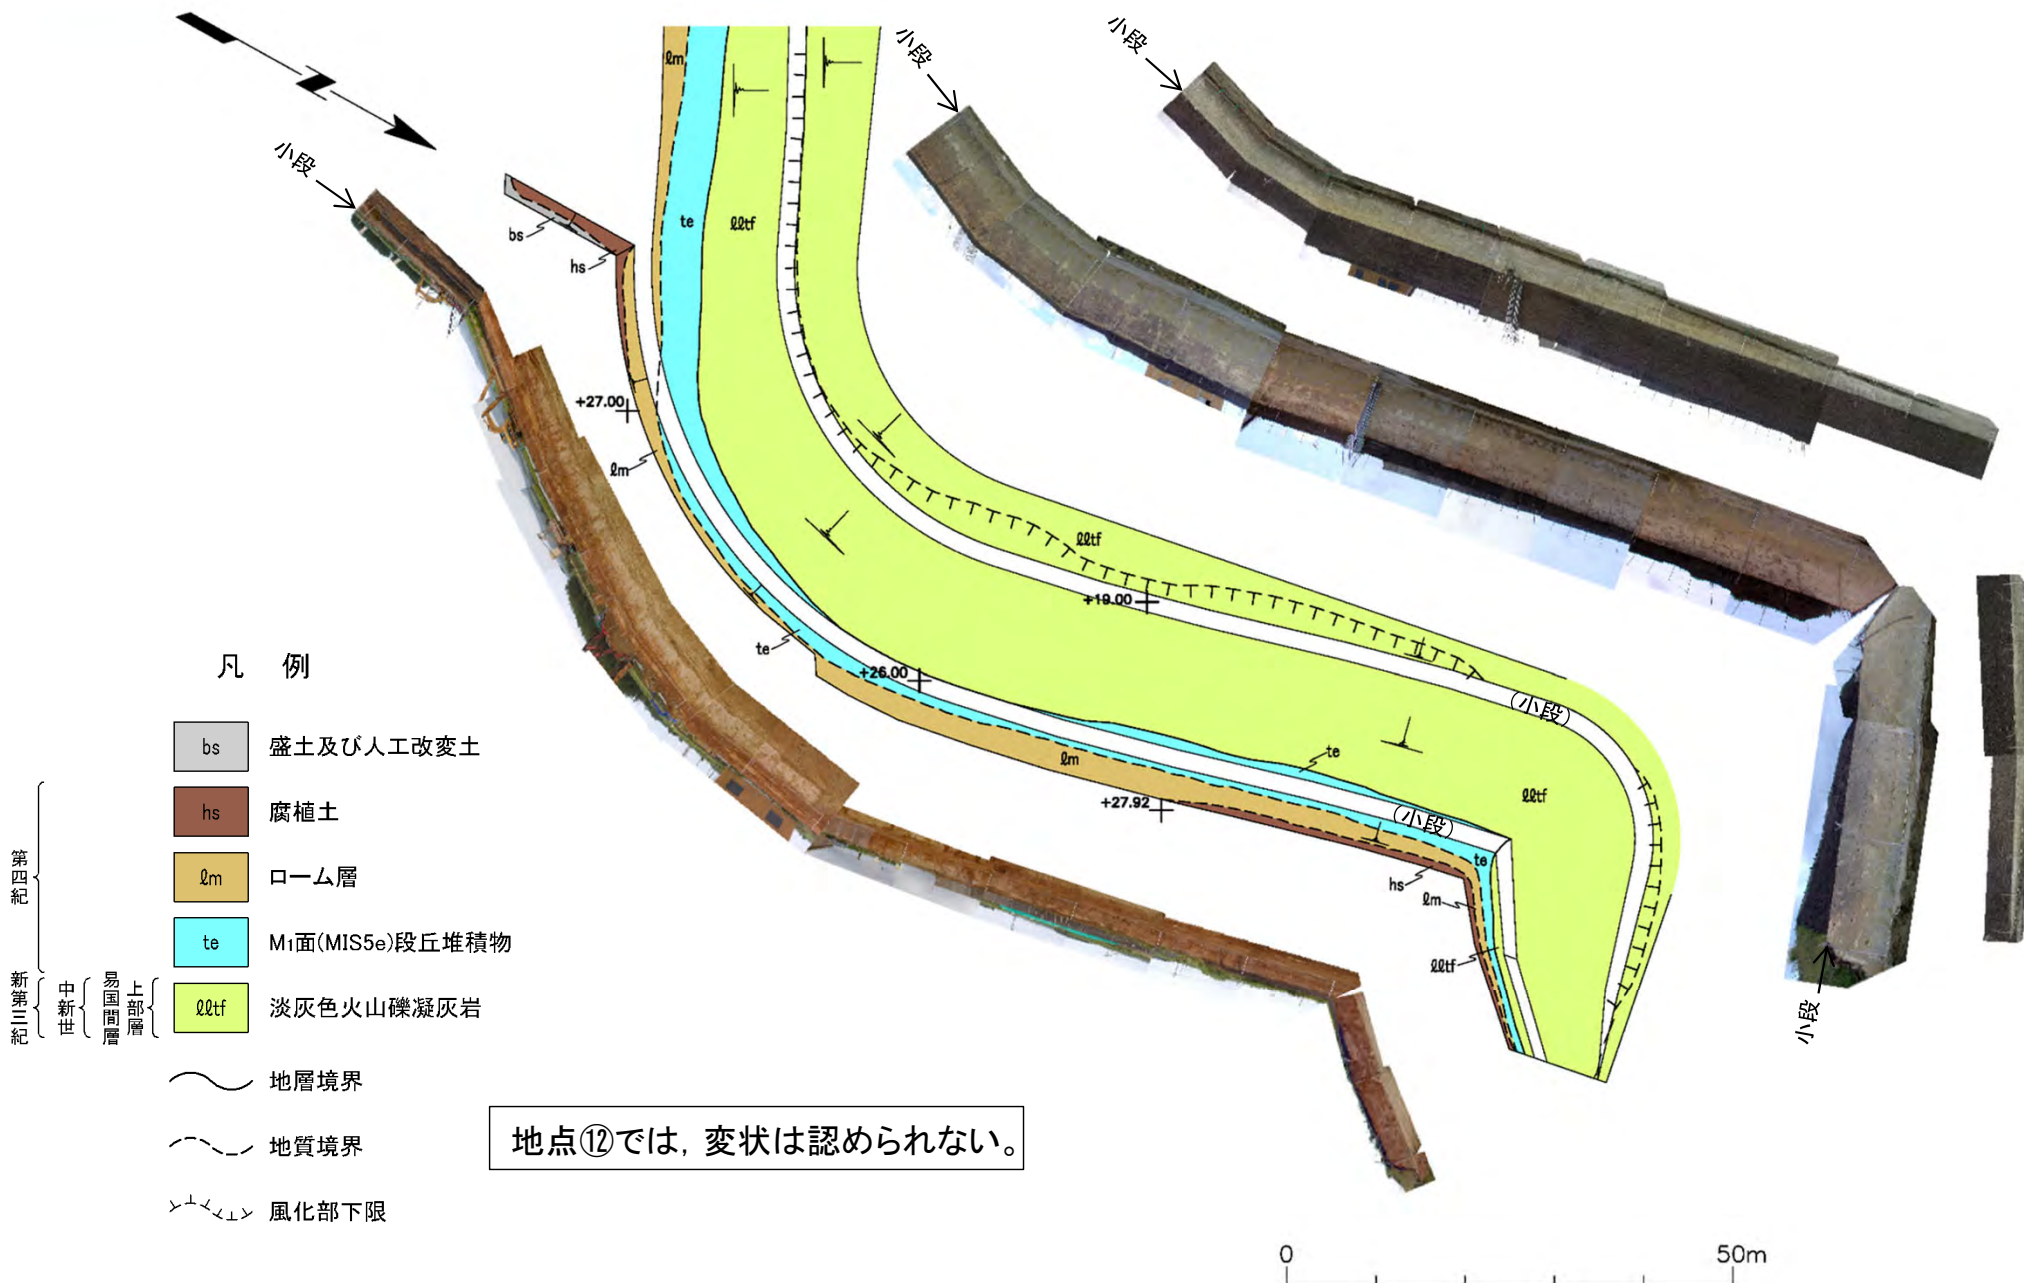 小段
小段
小段
ℓm
te
ℓℓtf
bs
hs
+27.00
ℓm
ℓℓtf
+19.00
te
+26.00
(小段)
te
ℓm
ℓℓtf
+27.92
(小段)
te
hs
ℓm
ℓℓtf
小段
凡 例
bs 盛土及び人工改変土
hs 腐植土
ℓm ローム層
te M1面(MIS5e)段丘堆積物
ℓℓtf 淡灰色火山礫凝灰岩
第四紀
新第三紀
中新世
易国間層
上部層
地層境界
地質境界
風化部下限
地点⑫では，変状は認められない。
0 50m